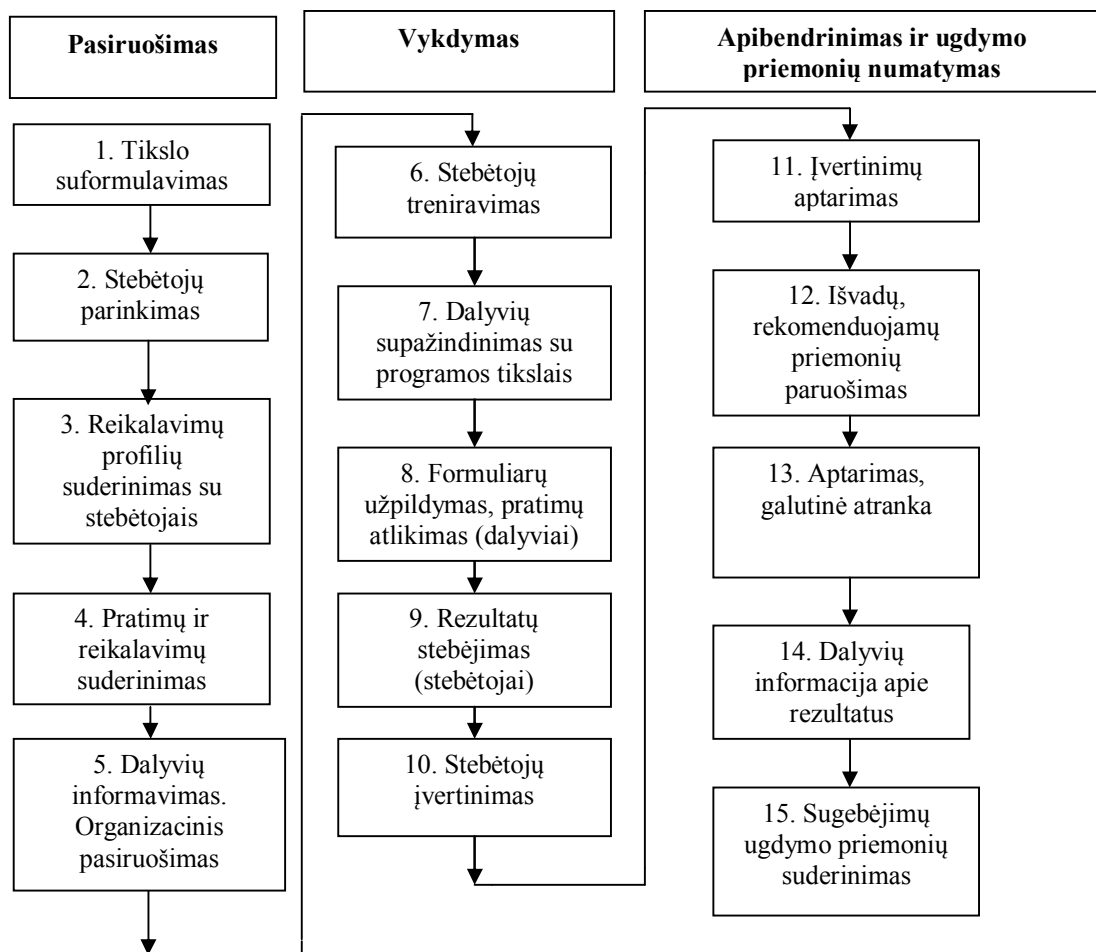 Pasiruošimas
1. Tikslo
suformulavimas
2. Stebėtojų
parinkimas
3. Reikalavimų
profilių
suderinimas su
stebėtojais
4. Pratimų ir
reikalavimų
suderinimas
5. Dalyvių
informavimas.
Organizacinis
pasiruošimas
Vykdymas
6. Stebėtojų
treniravimas
7. Dalyvių
supažindinimas su
programos tikslais
8. Formuliarų
užpildymas, pratimų
atlikimas (dalyviai)
9. Rezultatų
stebėjimas
(stebėtojai)
10. Stebėtojų
įvertinimas
Apibendrinimas ir ugdymo
priemonių numatymas
11. Įvertinimų
aptarimas
12. Išvadų,
rekomenduojamų
priemonių
paruošimas
13. Aptarimas,
galutinė atranka
14. Dalyvių
informacija apie
rezultatus
15. Sugebėjimų
ugdymo priemonių
suderinimas